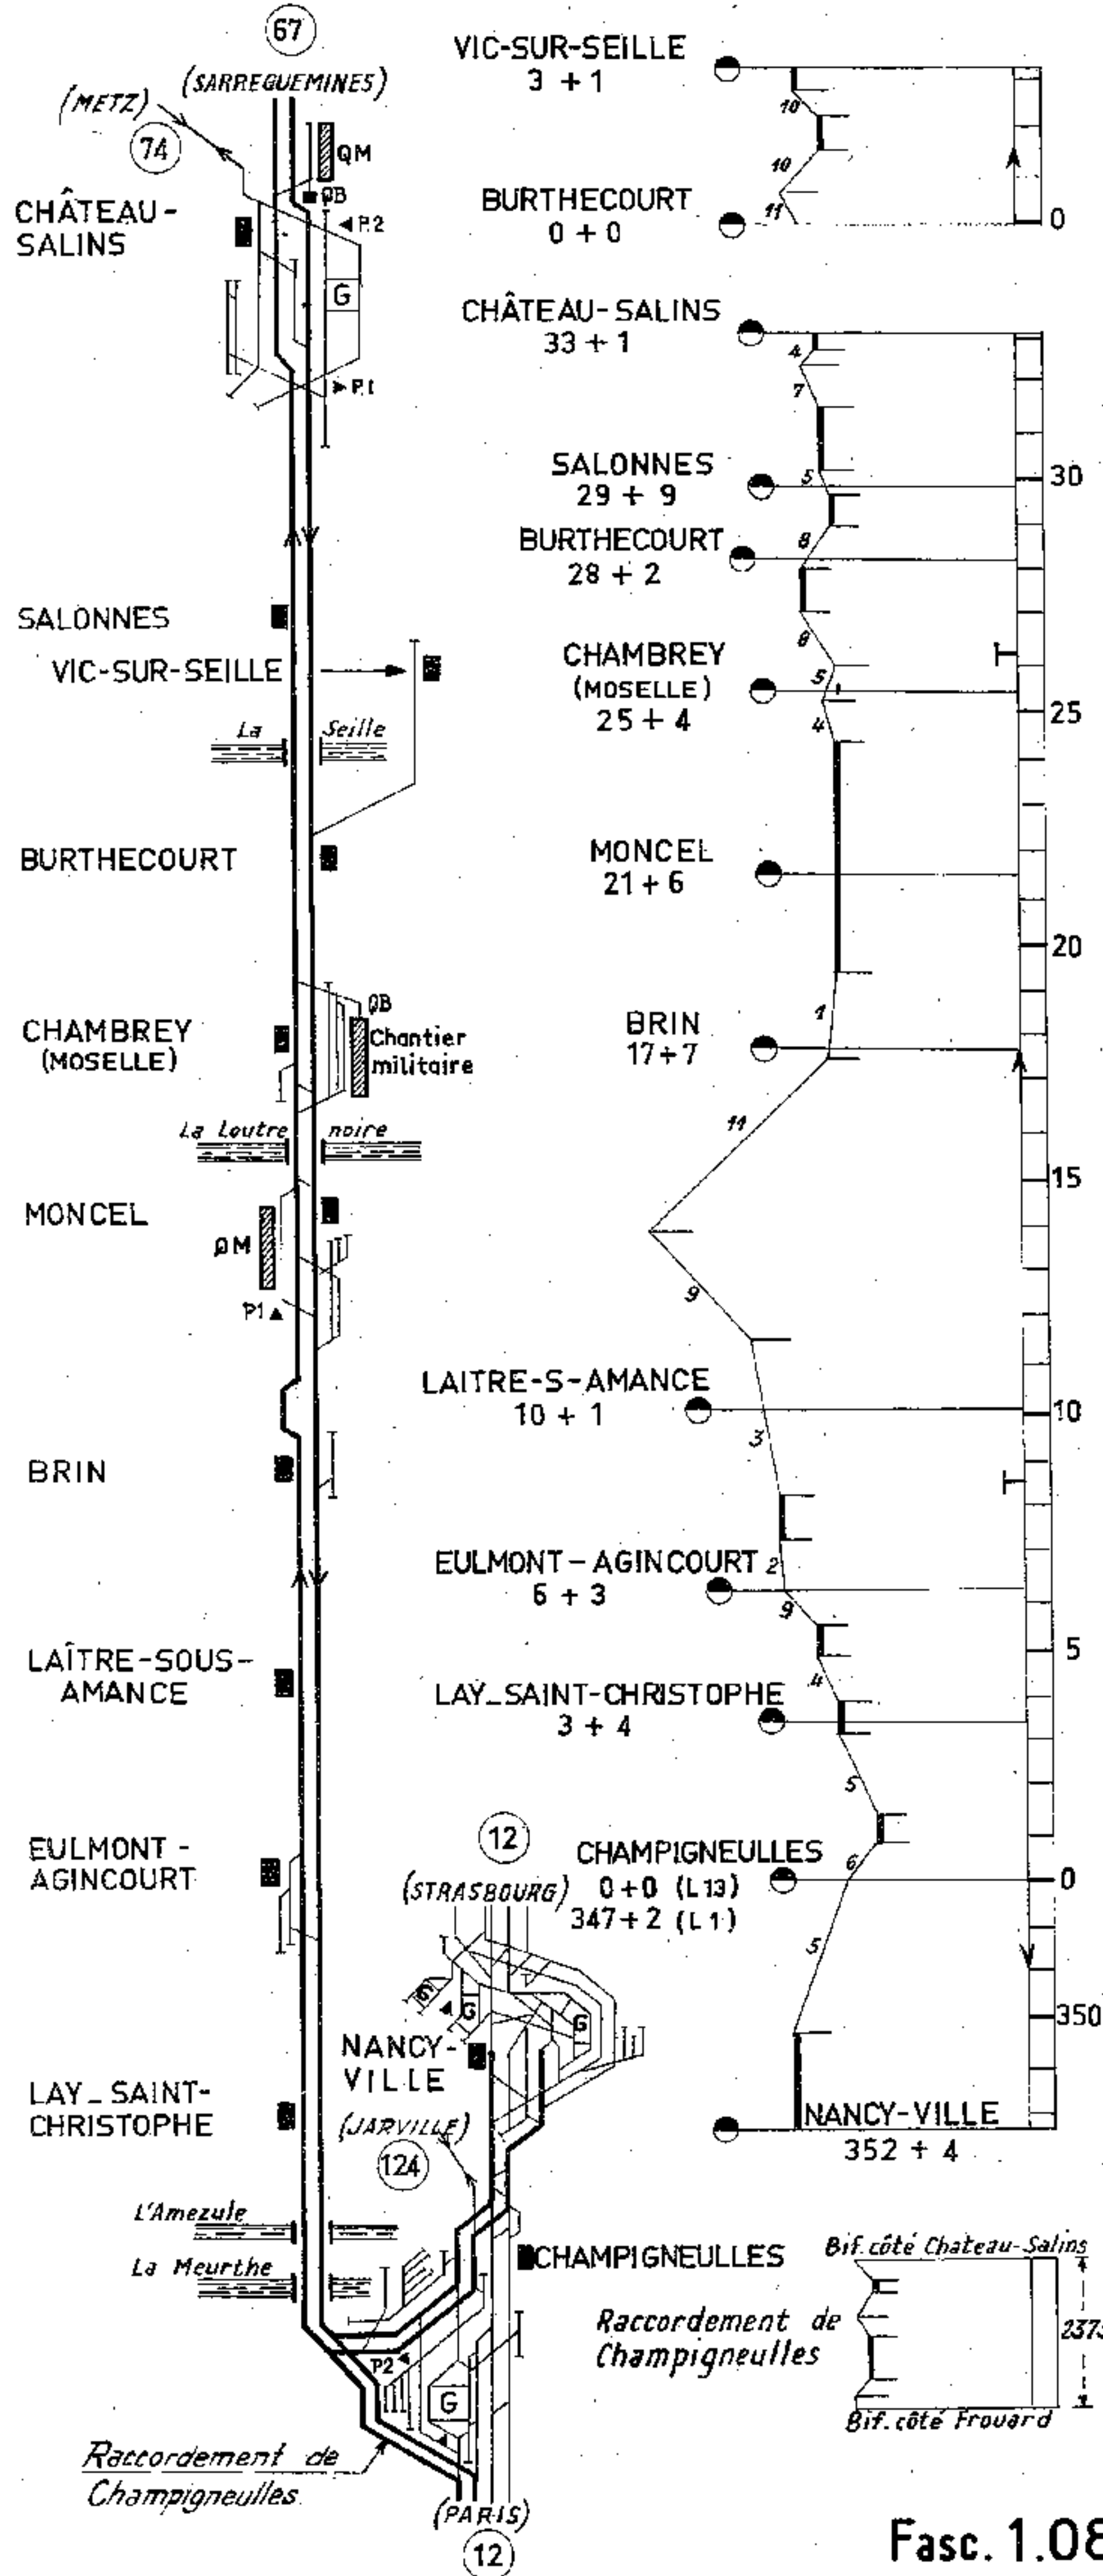 67
(SARREGUEMINES)
(METZ)
74
QM
QB
P.2
CHÂTEAU-
SALINS
G
P.1
SALONNES
VIC-SUR-SEILLE
La Seille
BURTHECOURT
QB
CHAMBREY
(MOSELLE)
Chantier
militaire
La Loutre noire
MONCEL
QM
P1
BRIN
LAÎTRE-SOUS-
AMANCE
EULMONT-
AGINCOURT
12
(STRASBOURG)
G
G
G
NANCY-
VILLE
LAY_SAINT-
CHRISTOPHE
(JARVILLE)
124
L'Amezule
La Meurthe
CHAMPIGNEULLES
P2
G
Raccordement de
Champigneulles
(PARIS)
12
VIC-SUR-SEILLE
3 + 1
10
10
11
BURTHECOURT
0 + 0
0
CHÂTEAU-SALINS
33 + 1
4
7
SALONNES
29 + 9
5
30
BURTHECOURT
28 + 2
8
8
CHAMBREY
(MOSELLE)
25 + 4
5
4
25
MONCEL
21 + 6
20
1
BRIN
17 + 7
11
15
9
LAITRE-S-AMANCE
10 + 1
10
3
EULMONT-AGINCOURT
6 + 3
2
9
5
4
LAY_SAINT-CHRISTOPHE
3 + 4
5
CHAMPIGNEULLES
0+0 (L13)
347+2 (L1)
6
0
5
350
NANCY-VILLE
352 + 4
Bif. côté Chateau-Salins
Raccordement de
Champigneulles
Bif. côté Frouard
Fasc. 1.08